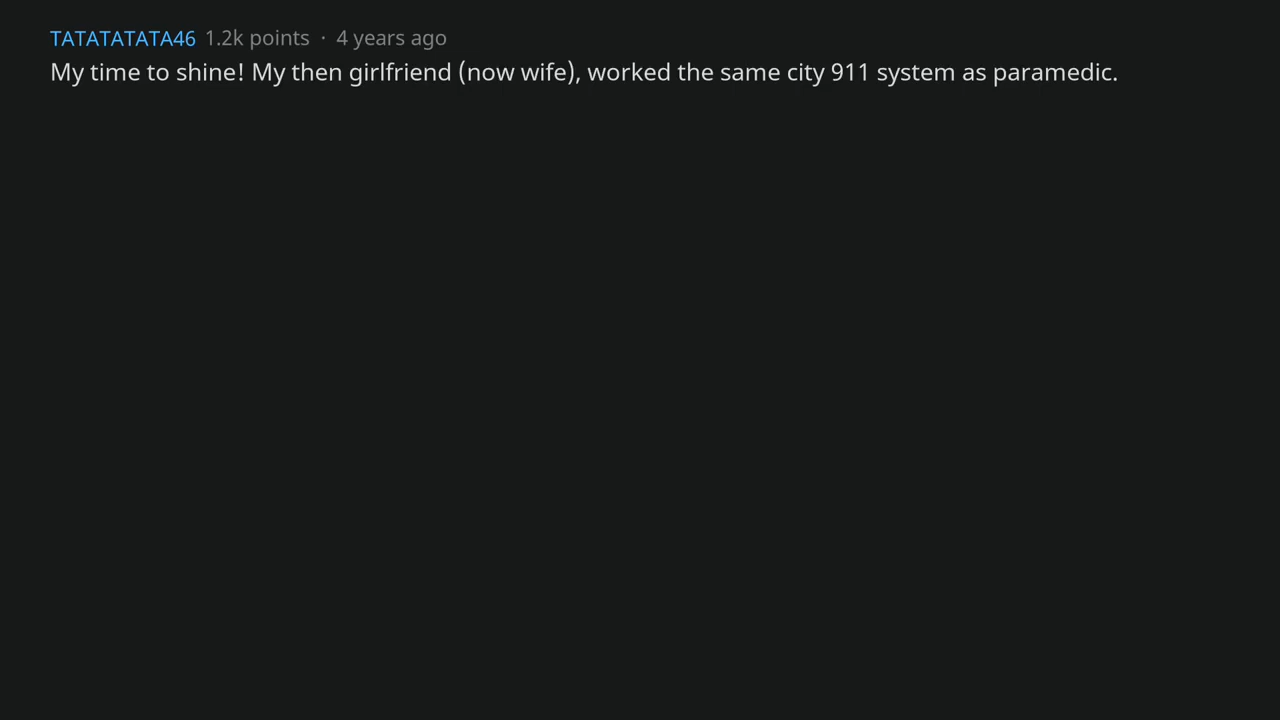 TATATATATA46 1.2k points · 4 years ago
My time to shine! My then girlfriend (now wife), worked the same city 911 system as paramedic.